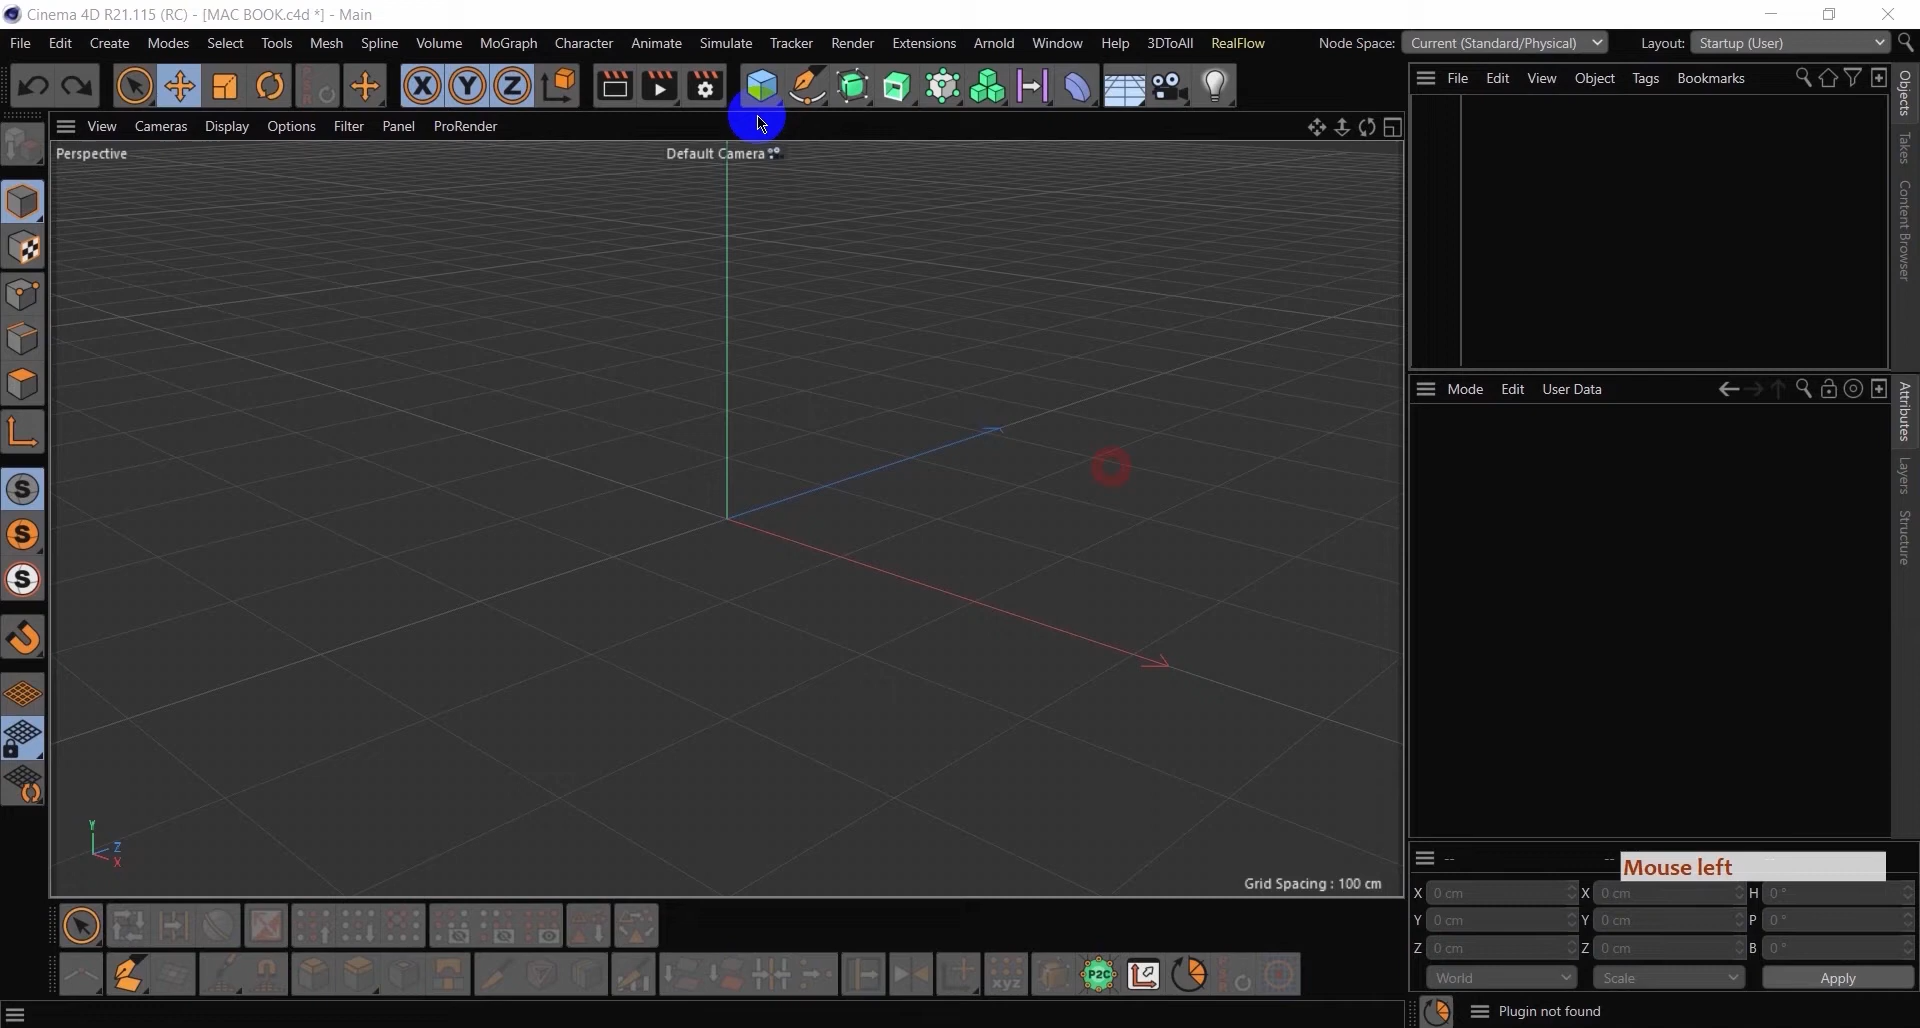 Cinema 4D R21.115 (RC) - [MAC BOOK.c4d *] - Main
File Edit Create Modes Select Tools Mesh Spline Volume MoGraph Character Animate Simulate Tracker Render Extensions Arnold Window Help 3DToAll RealFlow Node Space: Current (Standard/Physical) Layout: Startup (User)
X Y Z
File Edit View Object Tags Bookmarks
View Cameras Display Options Filter Panel ProRender
Perspective
Default Camera
Objects
Takes
Content Browser
Mode Edit User Data
Attributes
Layers
Structure
S
S
S
Y
Z
X
Grid Spacing : 100 cm
-- --
Mouse left
X 0 cm X 0 cm H 0 °
Y 0 cm Y 0 cm P 0 °
Z 0 cm Z 0 cm B 0 °
World Scale Apply
xyz P2C
Plugin not found